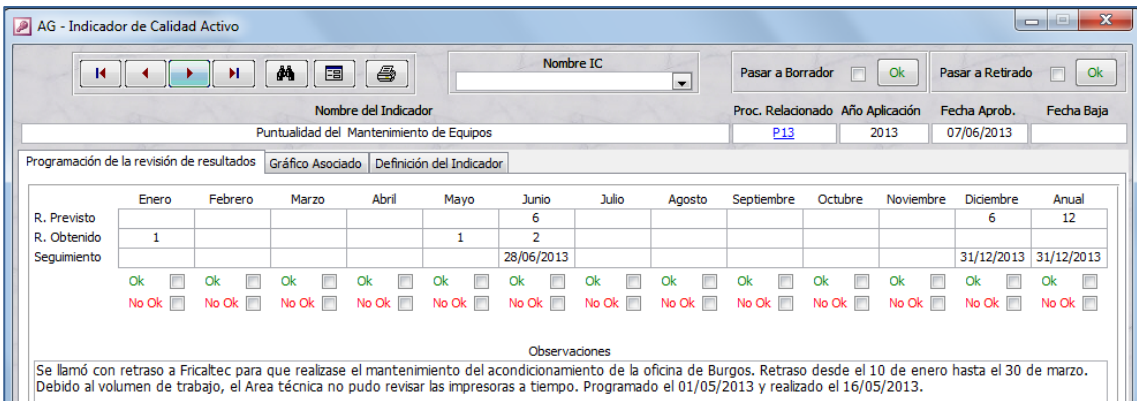 AG - Indicador de Calidad Activo
Nombre IC
Pasar a Borrador Ok Pasar a Retirado Ok
Nombre del Indicador Proc. Relacionado Año Aplicación Fecha Aprob. Fecha Baja
Puntualidad del Mantenimiento de Equipos P13 2013 07/06/2013
Programación de la revisión de resultados Gráfico Asociado Definición del Indicador
Enero Febrero Marzo Abril Mayo Junio Julio Agosto Septiembre Octubre Noviembre Diciembre Anual
R. Previsto 6 6 12
R. Obtenido 1 1 2
Seguimiento 28/06/2013 31/12/2013 31/12/2013
Ok Ok Ok Ok Ok Ok Ok Ok Ok Ok Ok Ok Ok
No Ok No Ok No Ok No Ok No Ok No Ok No Ok No Ok No Ok No Ok No Ok No Ok No Ok
Observaciones
Se llamó con retraso a Fricaltec para que realizase el mantenimiento del acondicionamiento de la oficina de Burgos. Retraso desde el 10 de enero hasta el 30 de marzo.
Debido al volumen de trabajo, el Area técnica no pudo revisar las impresoras a tiempo. Programado el 01/05/2013 y realizado el 16/05/2013.